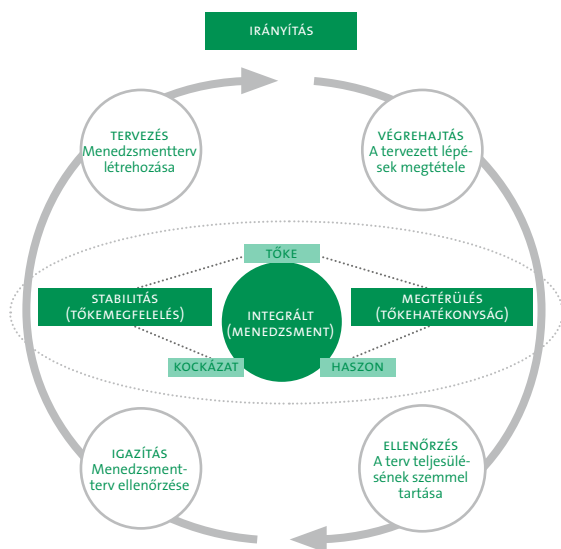 IRÁNYÍTÁS
TERVEZÉS
Menedzsmentterv
létrehozása
VÉGREHAJTÁS
A tervezett lépé-
sek megtétele
TŐKE
STABILITÁS
(TŐKEMEGFELELÉS)
INTEGRÁLT
(MENEDZSMENT)
MEGTÉRÜLÉS
(TŐKEHATÉKONYSÁG)
KOCKÁZAT
HASZON
IGAZÍTÁS
Menedzsment-
terv ellenőrzése
ELLENŐRZÉS
A terv teljesülé-
sének szemmel
tartása